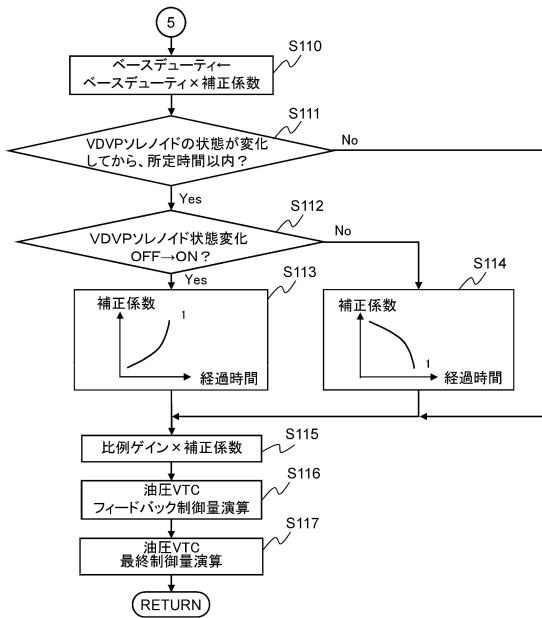 5
S110
ベースデューティ←
ベースデューティ×補正係数
S111
VDVPソレノイドの状態が変化
してから、所定時間以内？
No
Yes
S112
VDVPソレノイド状態変化
OFF→ON？
No
Yes
S113
補正係数
1
経過時間
S114
補正係数
1
経過時間
S115
比例ゲイン×補正係数
S116
油圧VTC
フィードバック制御量演算
S117
油圧VTC
最終制御量演算
RETURN